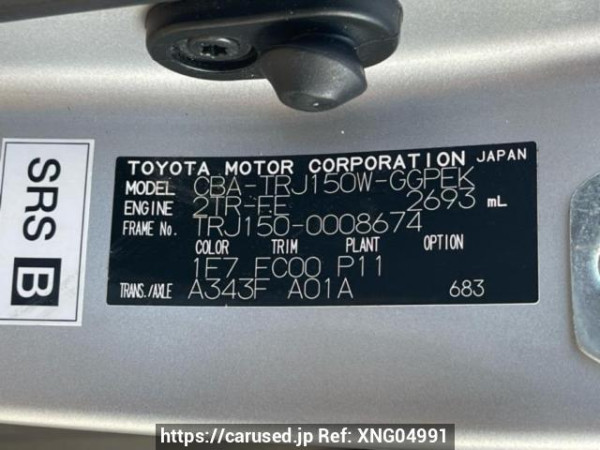 SRS B
TOYOTA MOTOR CORPORATION JAPAN
MODEL CBA-TRJ150W-GGPEK
ENGINE 2TR-FE 2693 mL
FRAME No. TRJ150-0008674
COLOR TRIM PLANT OPTION
1E7 FC00 P11
TRANS./AXLE A343F A01A 683
https://carused.jp Ref: XNG04991